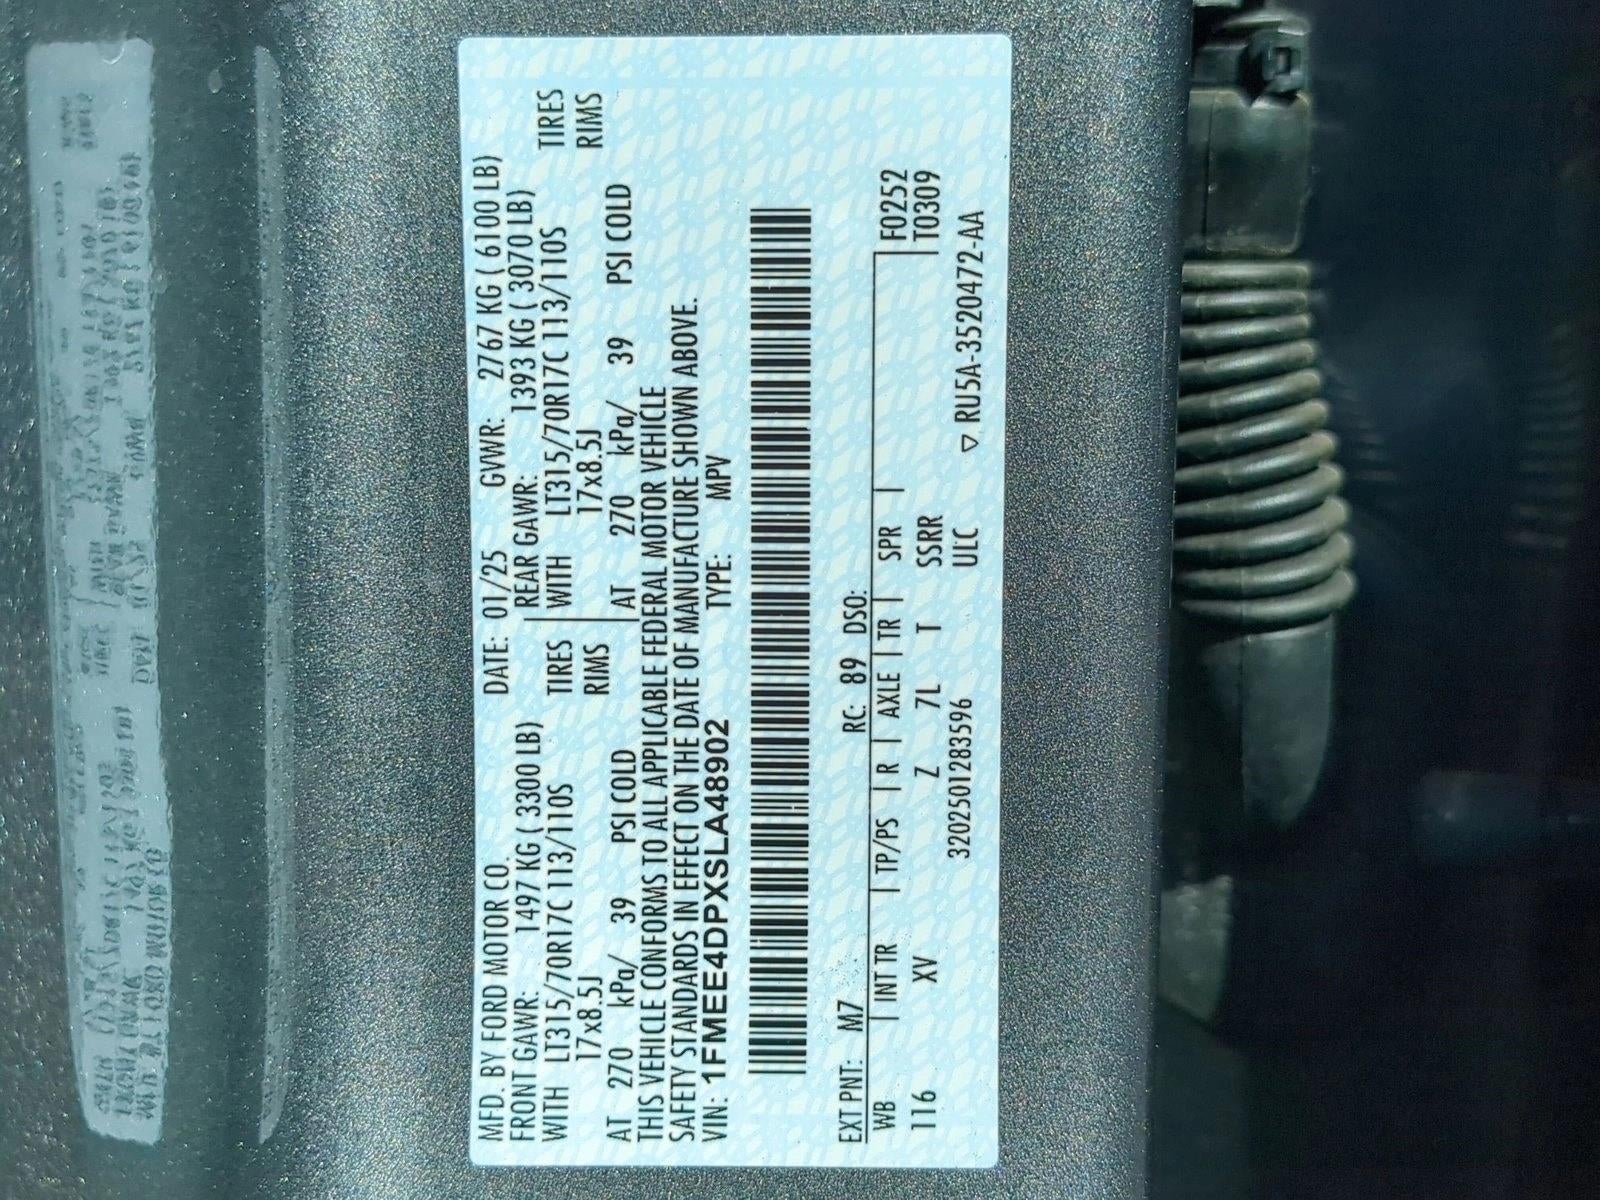 MFD. BY FORD MOTOR CO. DATE: 01/25 GVWR: 2767 KG ( 6100 LB)
FRONT GAWR: 1497 KG ( 3300 LB) REAR GAWR: 1393 KG ( 3070 LB)
WITH LT315/70R17C 113/110S TIRES WITH LT315/70R17C 113/110S TIRES
17x8.5J RIMS 17x8.5J RIMS
AT 270 kPa/ 39 PSI COLD AT 270 kPa/ 39 PSI COLD
THIS VEHICLE CONFORMS TO ALL APPLICABLE FEDERAL MOTOR VEHICLE
SAFETY STANDARDS IN EFFECT ON THE DATE OF MANUFACTURE SHOWN ABOVE.
VIN: 1FMEE4DPXSLA48902 TYPE: MPV
EXT PNT: M7 RC: 89 DSO:
WB | INT TR | TP/PS | R | AXLE | TR | SPR | F0252
116 XV Z 7L T SSRR T0309
3202501283596 ULC ▽ RU5A-3520472-AA